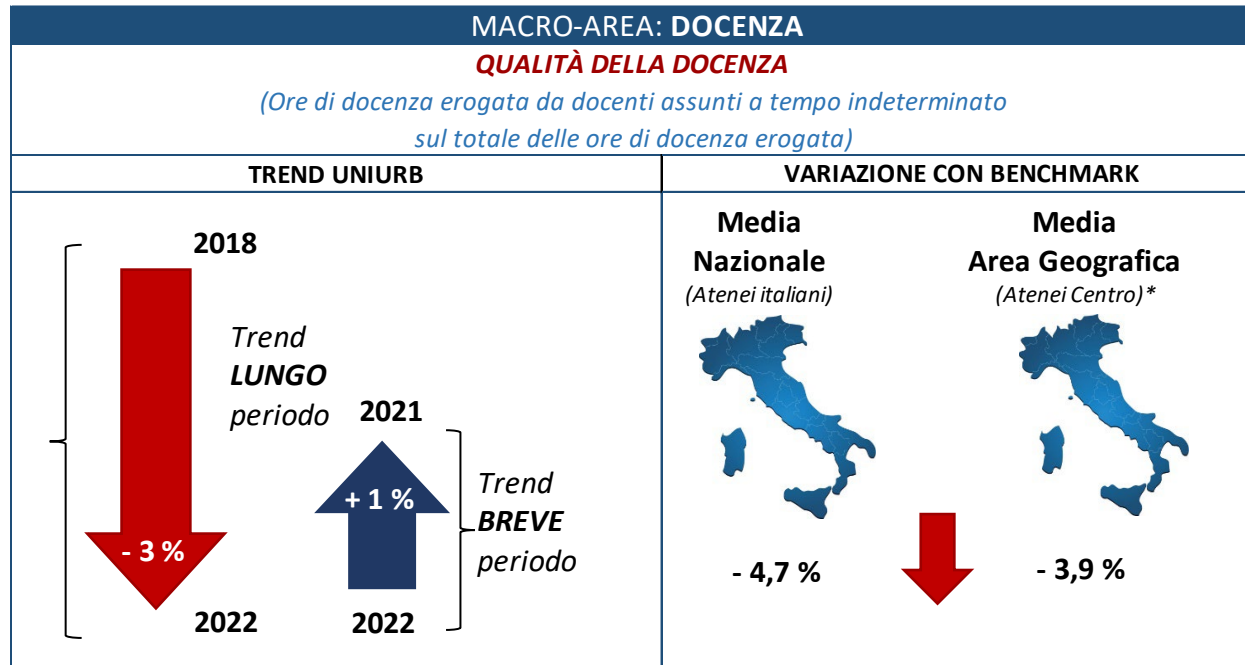 MACRO-AREA: DOCENZA
QUALITÀ DELLA DOCENZA
(Ore di docenza erogata da docenti assunti a tempo indeterminato
sul totale delle ore di docenza erogata)
TREND UNIURB
2018
Trend
LUNGO
periodo
- 3 %
2022
2021
+ 1 %
Trend
BREVE
periodo
2022
VARIAZIONE CON BENCHMARK
Media
Nazionale
(Atenei italiani)
- 4,7 %
Media
Area Geografica
(Atenei Centro)*
- 3,9 %